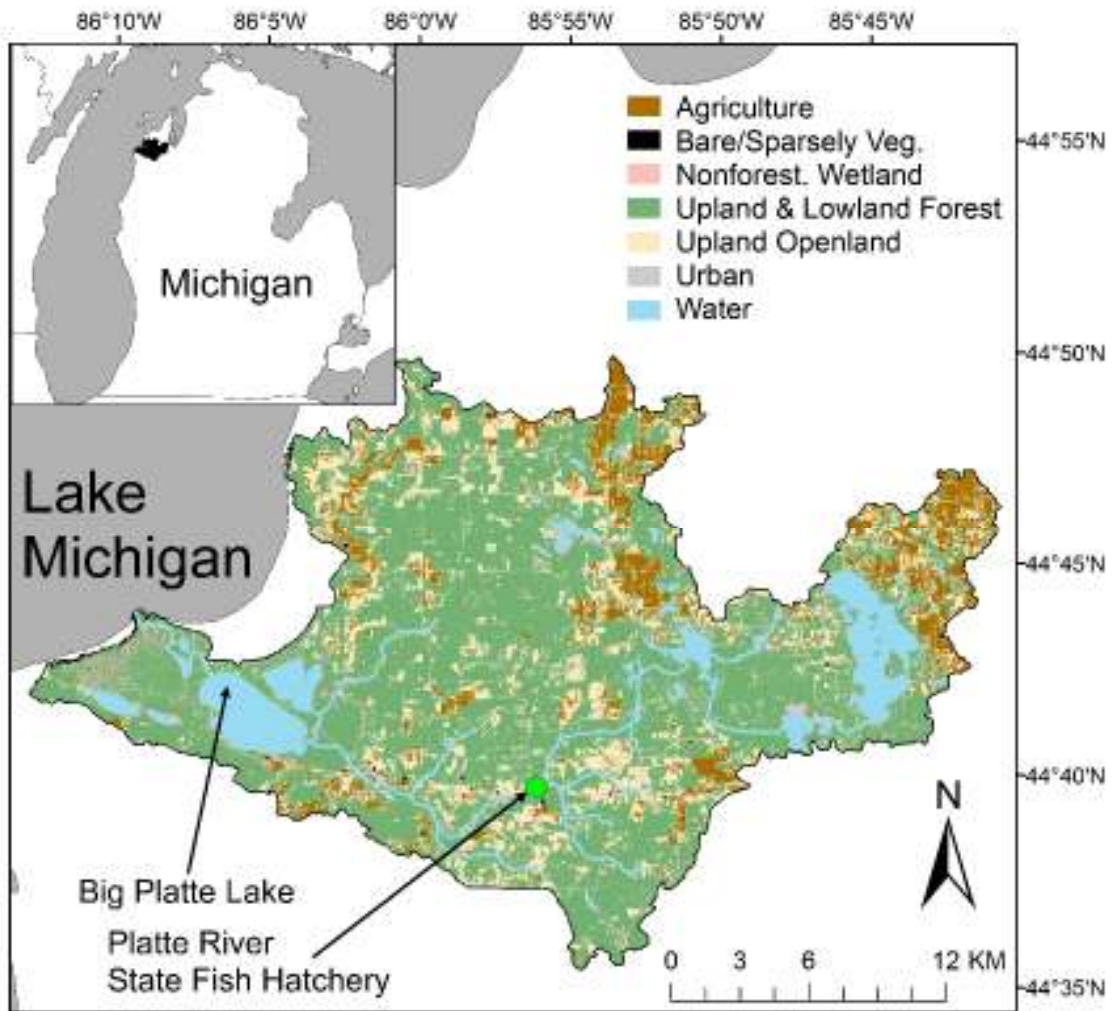 86°10'W 86°5'W 86°0'W 85°55'W 85°50'W 85°45'W
Agriculture
Bare/Sparsely Veg.
Nonforest. Wetland
Upland & Lowland Forest
Upland Openland
Urban
Water
Michigan
44°55'N
44°50'N
44°45'N
44°40'N
44°35'N
Lake
Michigan
Big Platte Lake
Platte River
State Fish Hatchery
N
0 3 6 12 KM